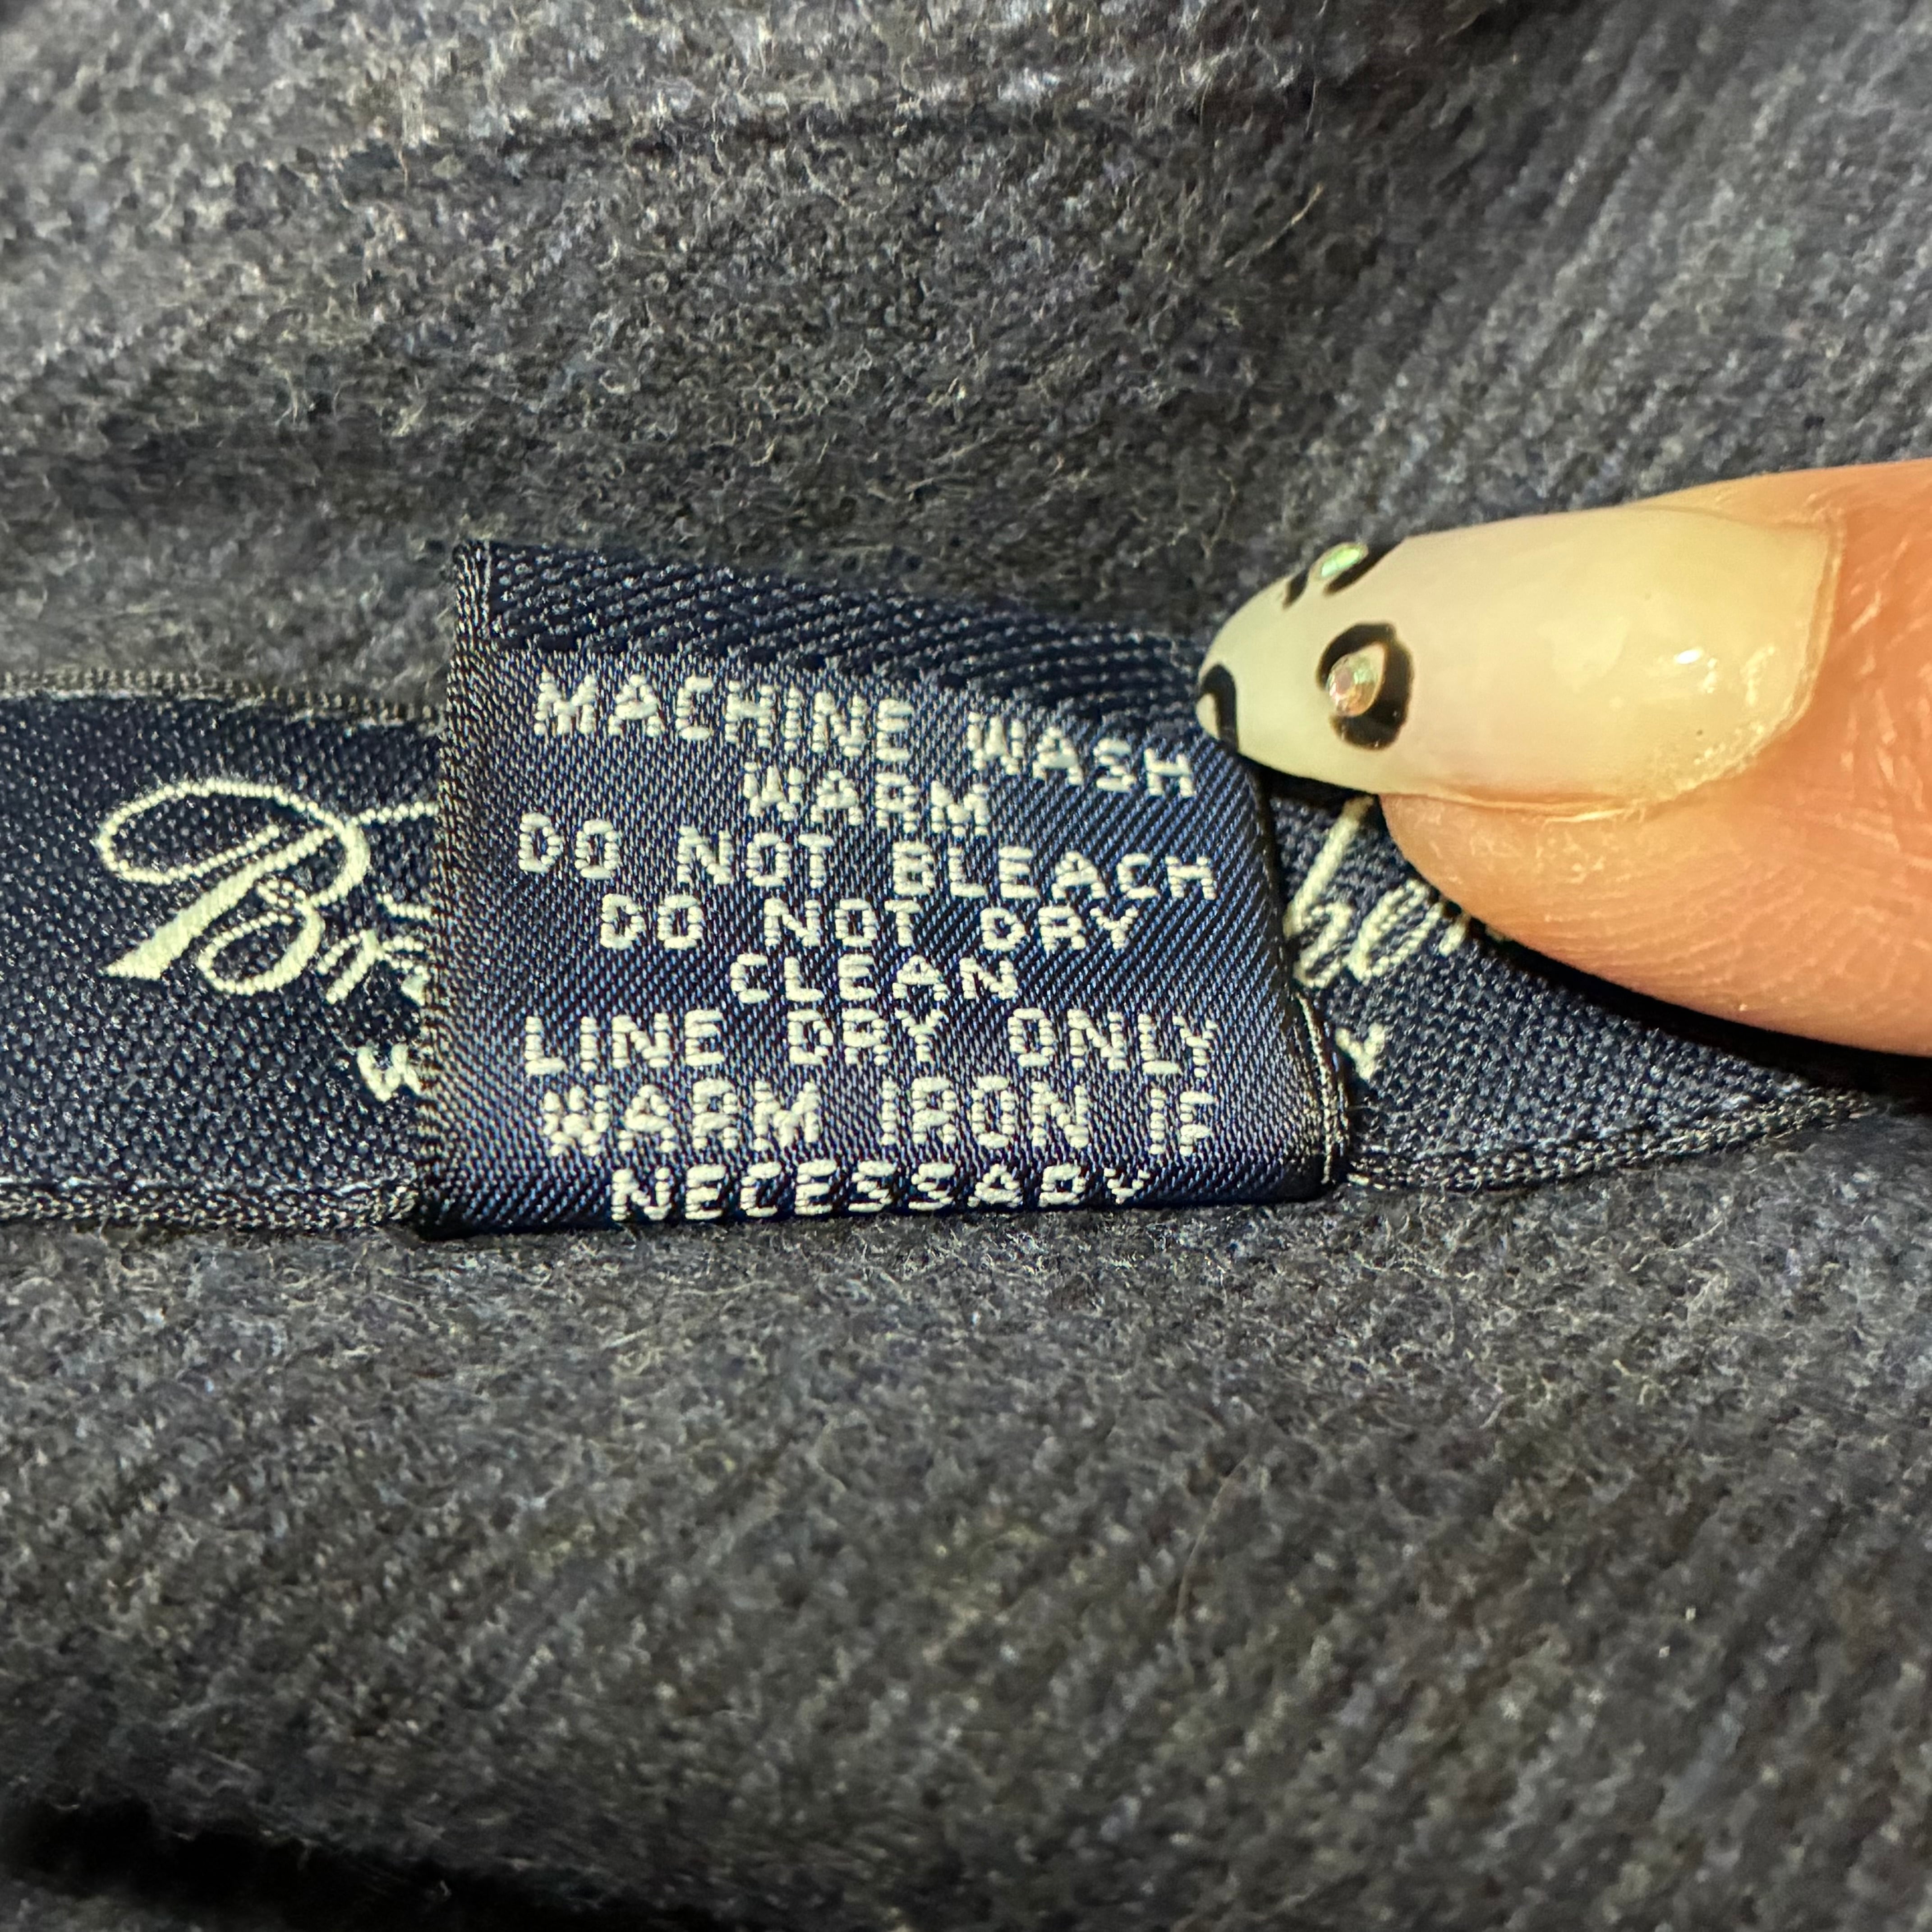 MACHINE WASH
WARM
DO NOT BLEACH
DO NOT DRY
CLEAN
LINE DRY ONLY
WARM IRON IF
NECESSARY